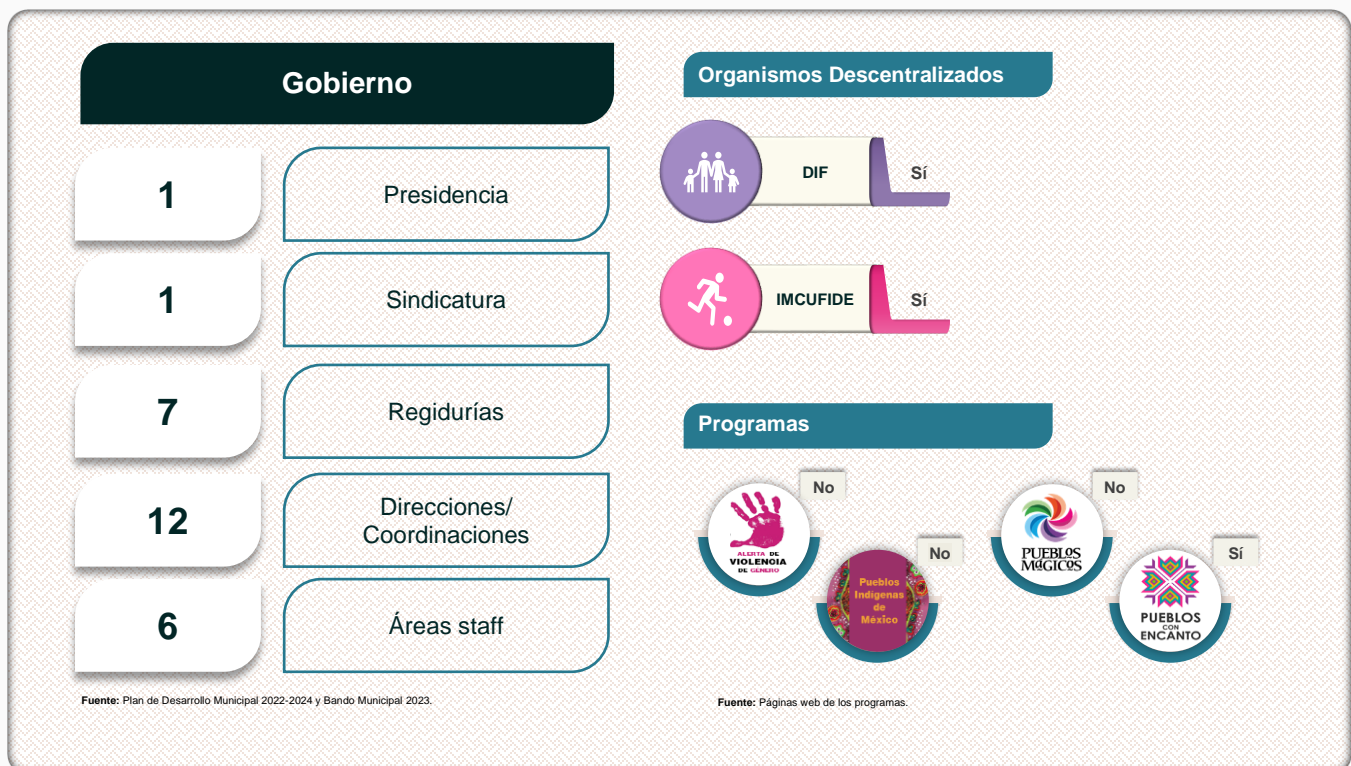 Gobierno
1
Presidencia
1
Sindicatura
7
Regidurías
12
Direcciones/
Coordinaciones
6
Áreas staff
Fuente: Plan de Desarrollo Municipal 2022-2024 y Bando Municipal 2023.
Organismos Descentralizados
DIF
Sí
IMCUFIDE
Sí
Programas
No
ALERTA DE
VIOLENCIA
DE GÉNERO
No
Pueblos
Indígenas
de
México
No
PUEBLOS
MáGICOS
Sí
PUEBLOS
CON
ENCANTO
Fuente: Páginas web de los programas.